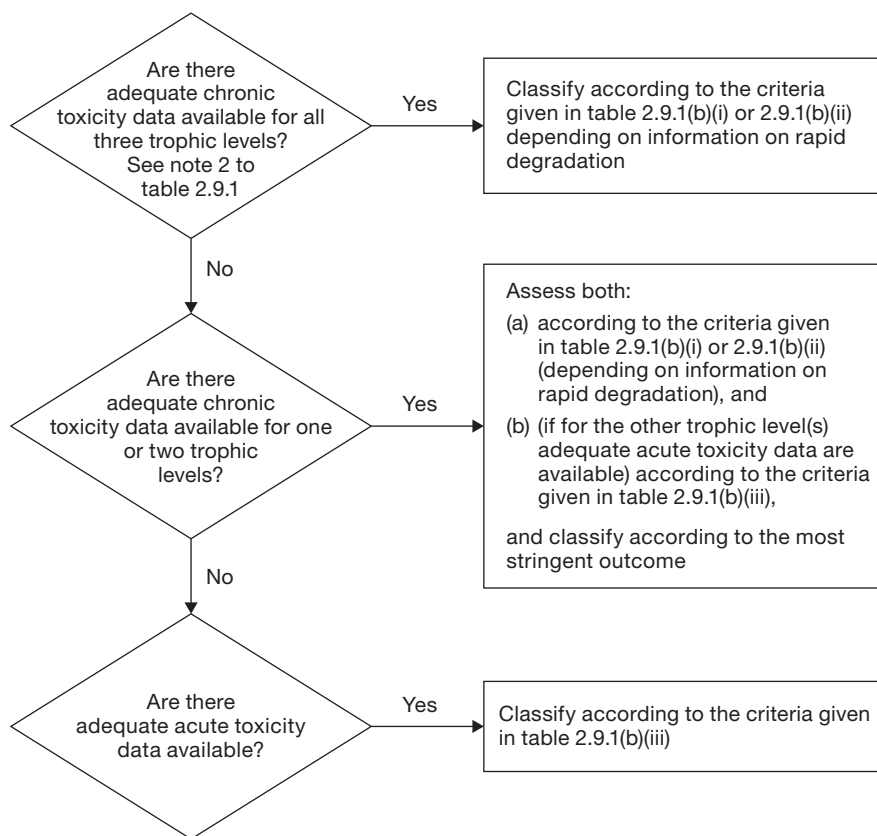 Are there
adequate chronic
toxicity data available for all
three trophic levels?
See note 2 to
table 2.9.1
Yes
Classify according to the criteria
given in table 2.9.1(b)(i) or 2.9.1(b)(ii)
depending on information on rapid
degradation
No
Are there
adequate chronic
toxicity data available for one
or two trophic
levels?
Yes
Assess both:
(a) according to the criteria given
in table 2.9.1(b)(i) or 2.9.1(b)(ii)
(depending on information on
rapid degradation), and
(b) (if for the other trophic level(s)
adequate acute toxicity data are
available) according to the criteria
given in table 2.9.1(b)(iii),
and classify according to the most
stringent outcome
No
Are there
adequate acute toxicity
data available?
Yes
Classify according to the criteria given
in table 2.9.1(b)(iii)